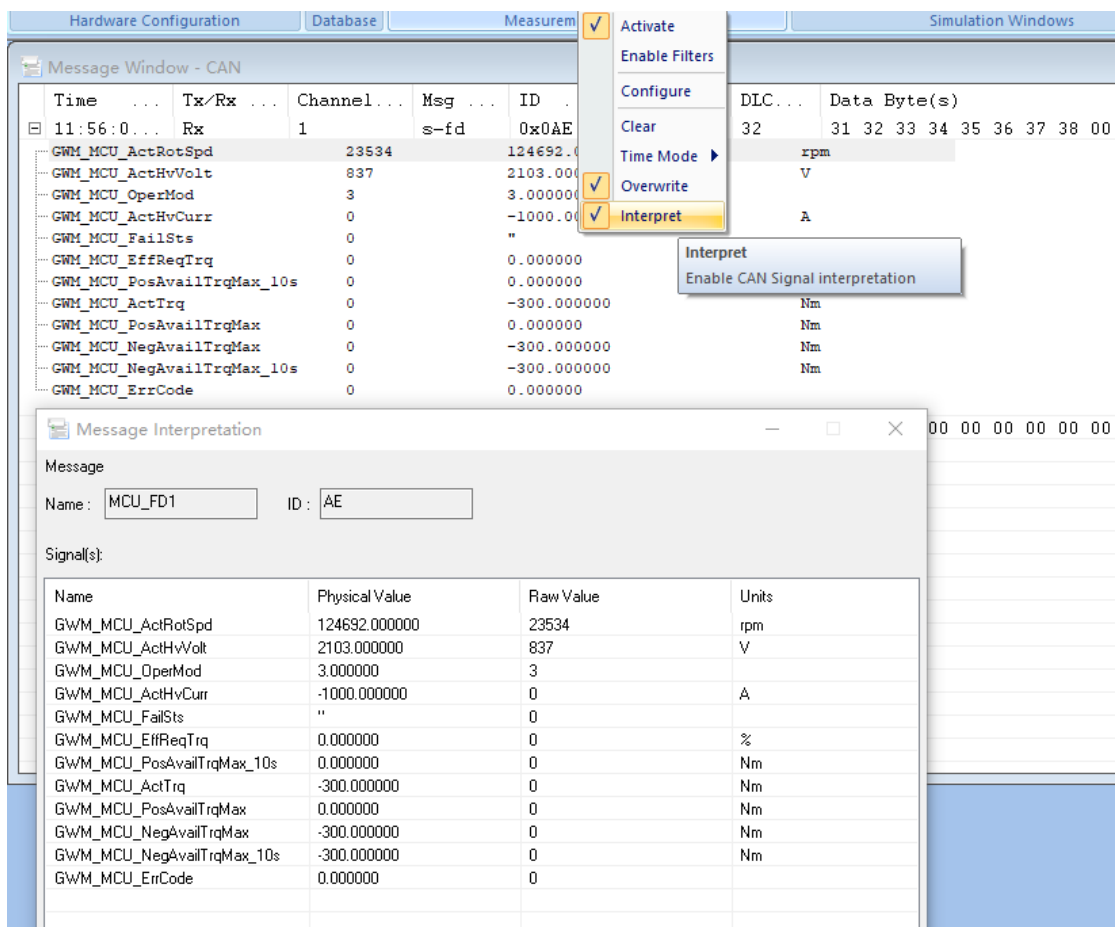 Hardware Configuration Database Measurem Simulation Windows
Activate
Enable Filters
Configure
Clear
Time Mode
Overwrite
Interpret
Interpret
Enable CAN Signal interpretation
Message Window - CAN
Time ... Tx/Rx ... Channel... Msg ... ID . DLC... Data Byte(s)
11:56:0... Rx 1 s-fd 0x0AE 32 31 32 33 34 35 36 37 38 00
GWM_MCU_ActRotSpd 23534 124692. rpm
GWM_MCU_ActHvVolt 837 2103.00 V
GWM_MCU_OperMod 3 3.00000
GWM_MCU_ActHvCurr 0 -1000.0 A
GWM_MCU_FailSts 0 "
GWM_MCU_EffReqTrq 0 0.000000
GWM_MCU_PosAvailTrqMax_10s 0 0.000000
GWM_MCU_ActTrq 0 -300.000000 Nm
GWM_MCU_PosAvailTrqMax 0 0.000000 Nm
GWM_MCU_NegAvailTrqMax 0 -300.000000 Nm
GWM_MCU_NegAvailTrqMax_10s 0 -300.000000 Nm
GWM_MCU_ErrCode 0 0.000000
00 00 00 00 00 00
Message Interpretation
Message
Name : MCU_FD1 ID : AE
Signal(s):
Name Physical Value Raw Value Units
GWM_MCU_ActRotSpd 124692.000000 23534 rpm
GWM_MCU_ActHvVolt 2103.000000 837 V
GWM_MCU_OperMod 3.000000 3
GWM_MCU_ActHvCurr -1000.000000 0 A
GWM_MCU_FailSts " 0
GWM_MCU_EffReqTrq 0.000000 0 %
GWM_MCU_PosAvailTrqMax_10s 0.000000 0 Nm
GWM_MCU_ActTrq -300.000000 0 Nm
GWM_MCU_PosAvailTrqMax 0.000000 0 Nm
GWM_MCU_NegAvailTrqMax -300.000000 0 Nm
GWM_MCU_NegAvailTrqMax_10s -300.000000 0 Nm
GWM_MCU_ErrCode 0.000000 0